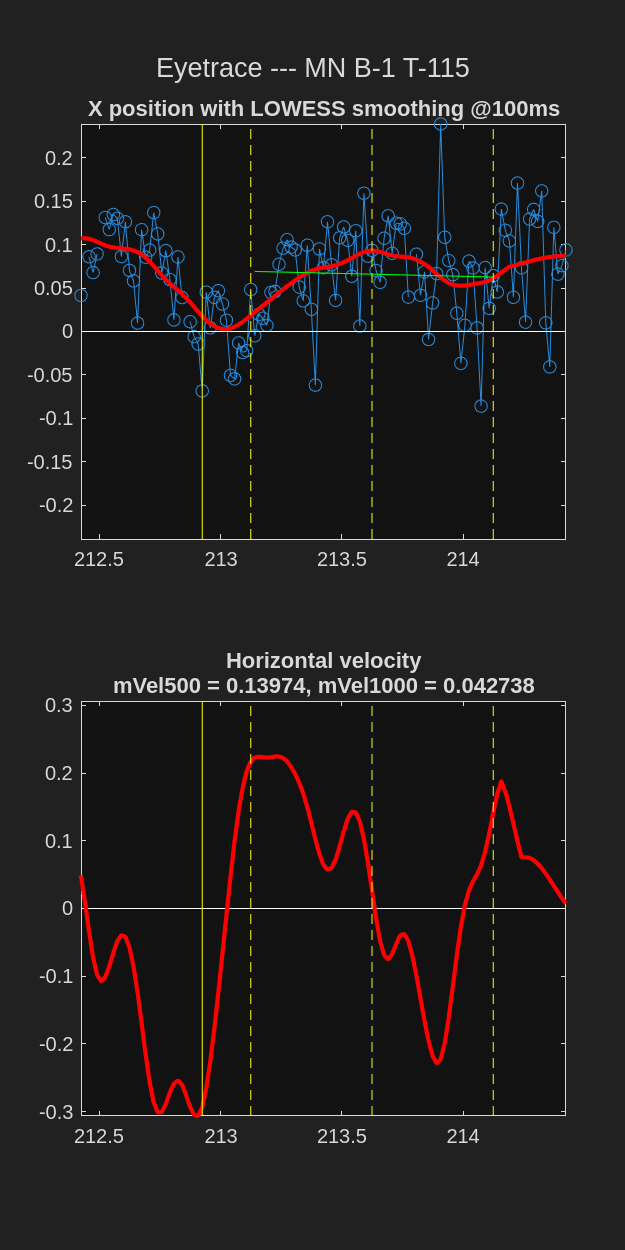 Eyetrace --- MN B-1 T-115
X position with LOWESS smoothing @100ms
0.2
0.15
0.1
0.05
0
-0.05
-0.1
-0.15
-0.2
212.5 213 213.5 214
Horizontal velocity
mVel500 = 0.13974, mVel1000 = 0.042738
0.3
0.2
0.1
0
-0.1
-0.2
-0.3
212.5 213 213.5 214